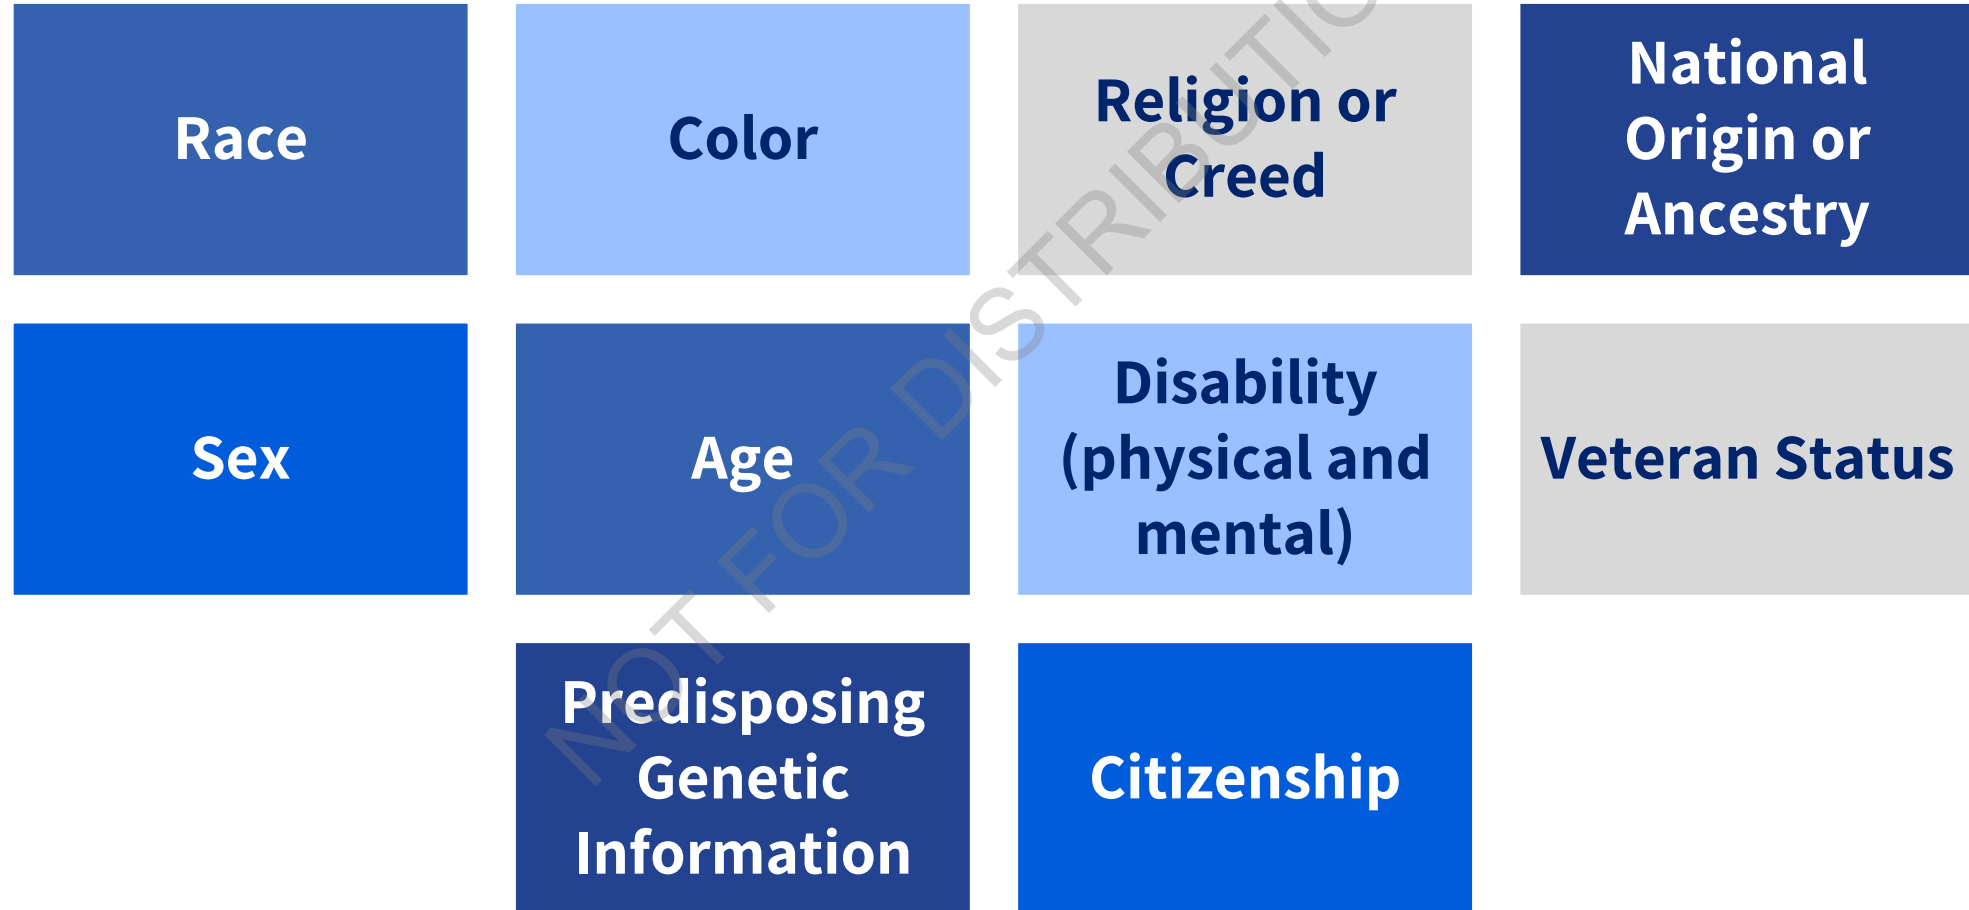 Race
Color
Religion or
Creed
National
Origin or
Ancestry
Sex
Age
Disability
(physical and
mental)
Veteran Status
Predisposing
Genetic
Information
Citizenship
NOT FOR DISTRIBUTIO